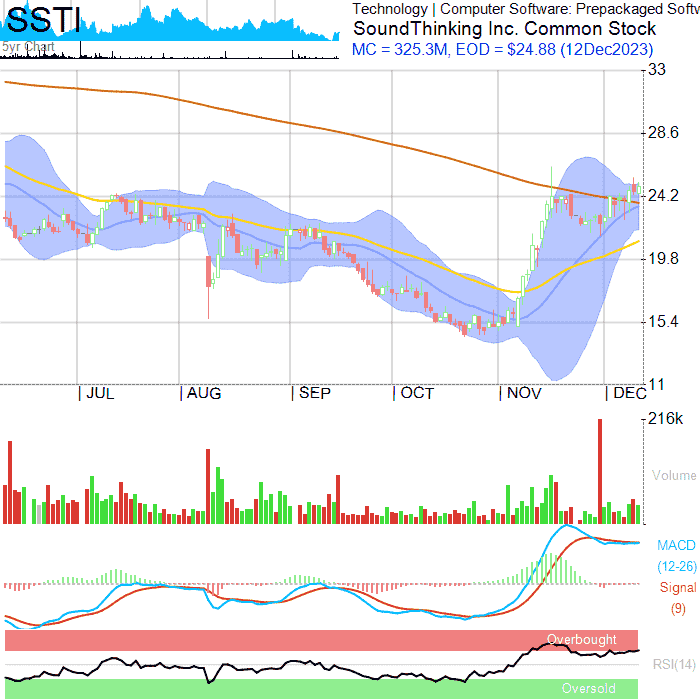 SSTI
Technology | Computer Software: Prepackaged Softw
SoundThinking Inc. Common Stock
5yr Chart
MC = 325.3M, EOD = $24.88 (12Dec2023)
33
28.6
24.2
19.8
15.4
11
| JUL | AUG | SEP | OCT | NOV | DEC
216k
Volume
MACD
(12-26)
Signal
(9)
Overbought
RSI(14)
Oversold